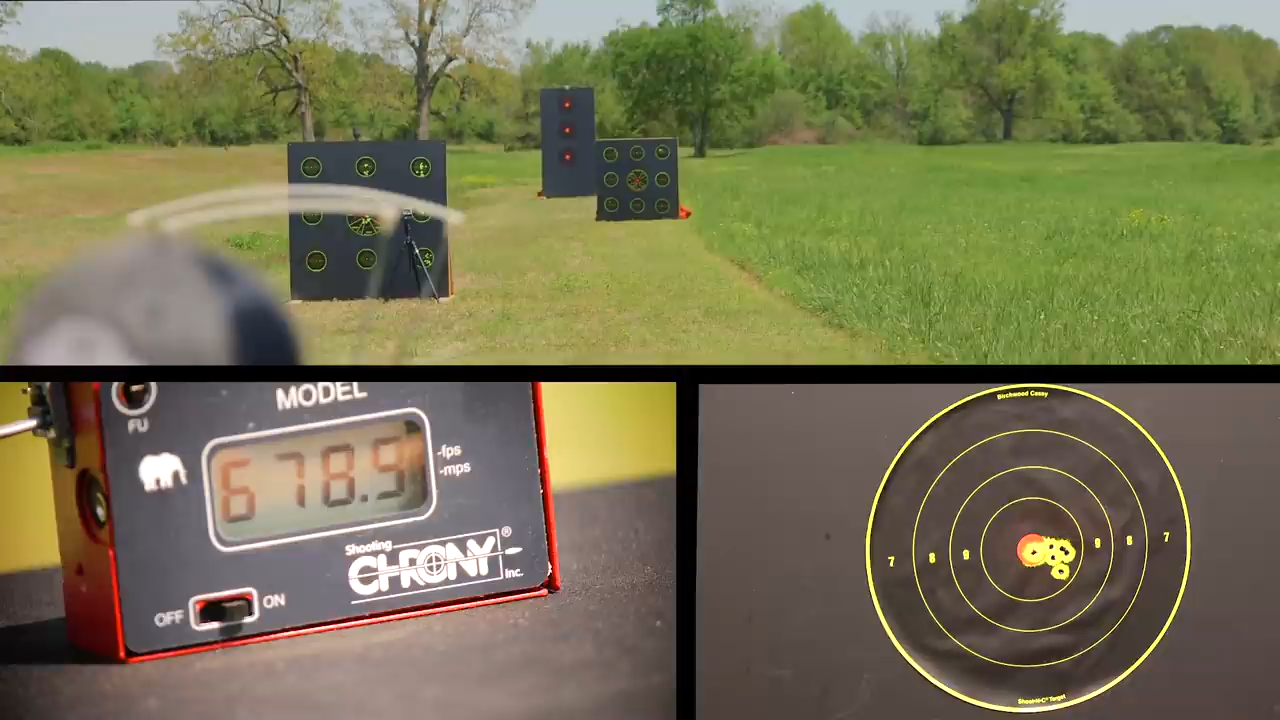 MODEL
FU
678.9
-fps
-mps
Shooting
CHRONY®
Inc.
OFF
ON
Birchwood Casey
7 8 9 9 8 7
Shoot•N•C® Target